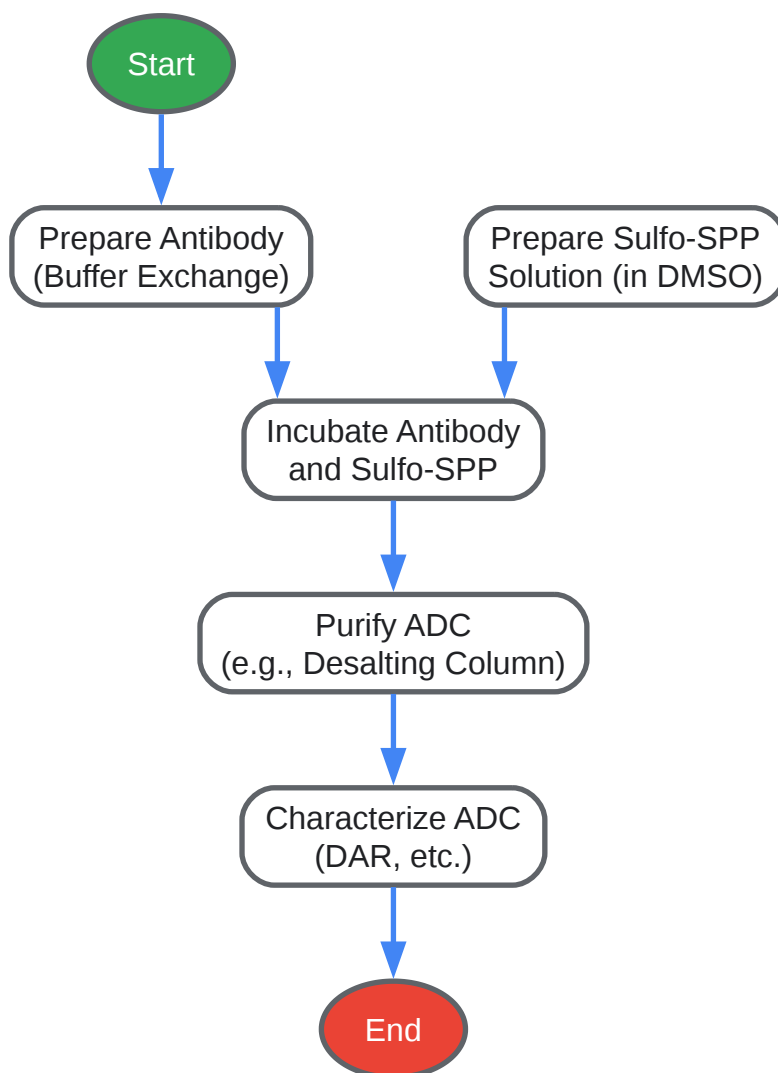 Start
Prepare Antibody
(Buffer Exchange)
Prepare Sulfo-SPP
Solution (in DMSO)
Incubate Antibody
and Sulfo-SPP
Purify ADC
(e.g., Desalting Column)
Characterize ADC
(DAR, etc.)
End